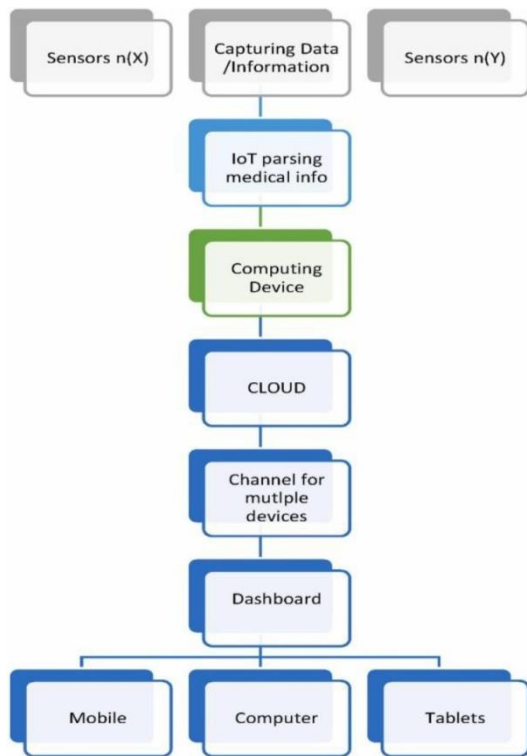 Sensors n(X)
Capturing Data
/Information
Sensors n(Y)
IoT parsing
medical info
Computing
Device
CLOUD
Channel for
mutlple
devices
Dashboard
Mobile
Computer
Tablets